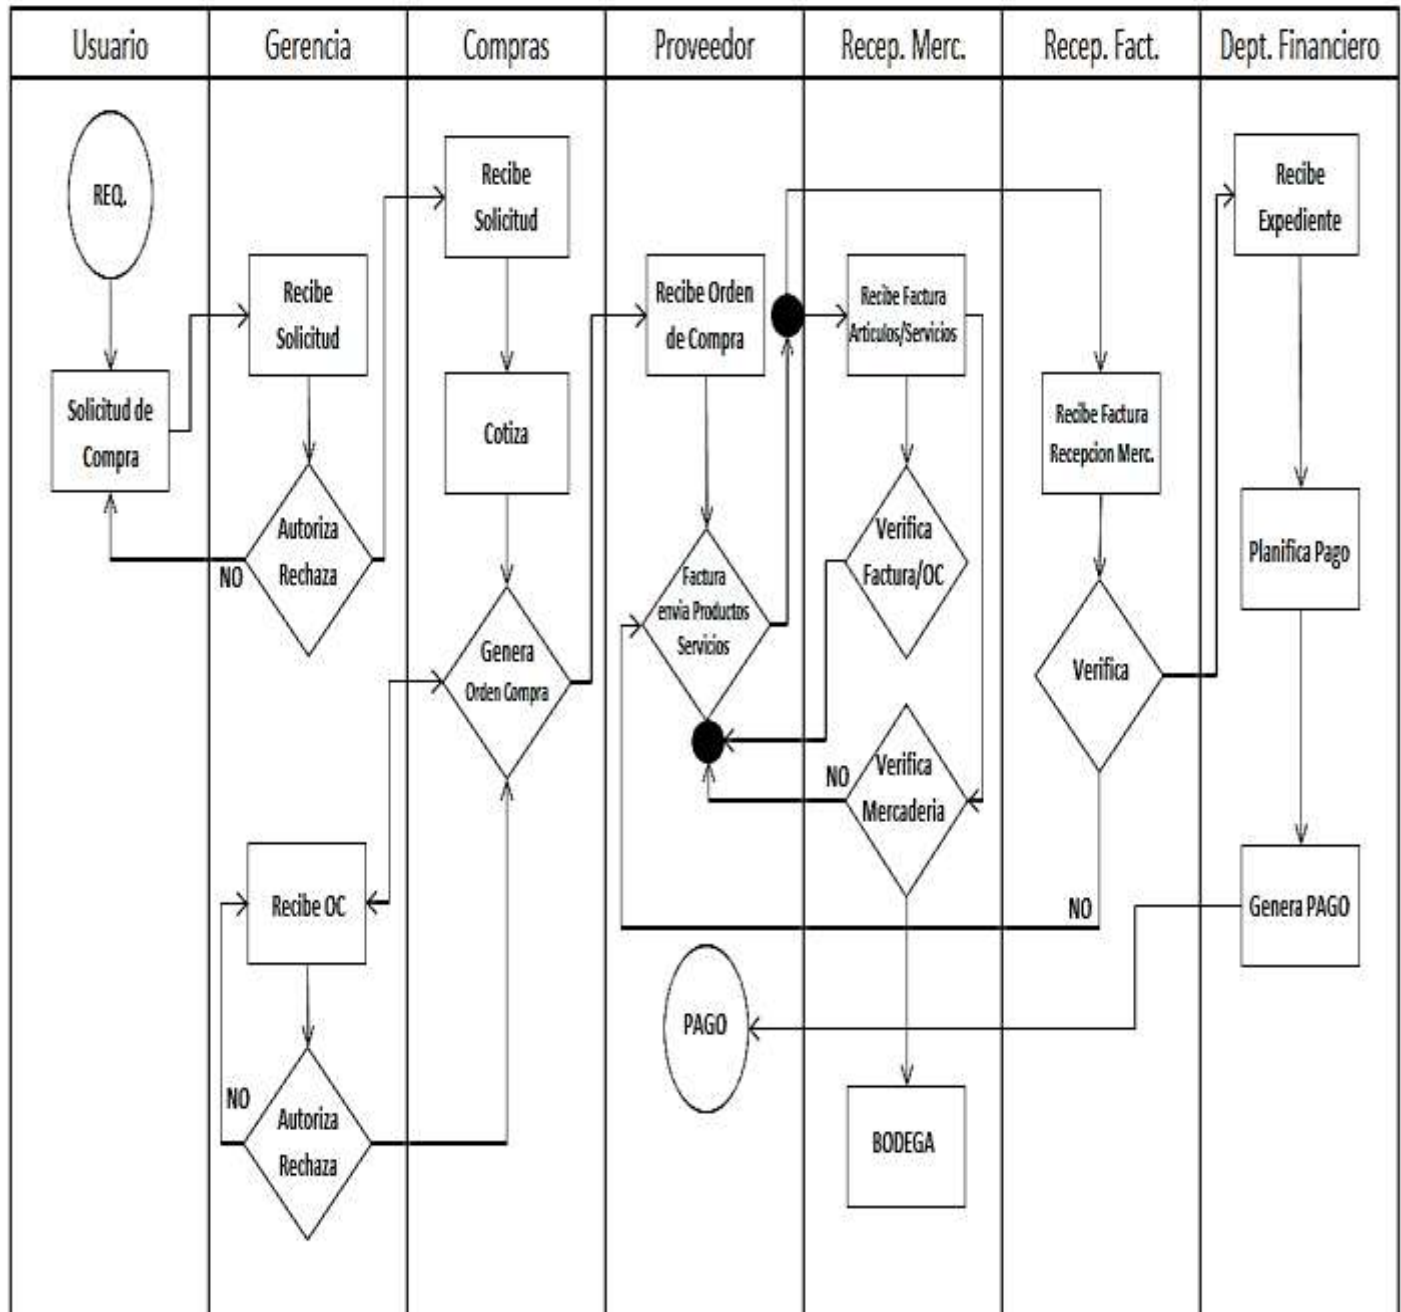 Usuario
Gerencia
Compras
Proveedor
Recep. Merc.
Recep. Fact.
Dept. Financiero
REQ.
Solicitud de
Compra
Recibe
Solicitud
Autoriza
Rechaza
NO
Recibe OC
Autoriza
Rechaza
NO
Recibe
Solicitud
Cotiza
Genera
Orden Compra
Recibe Orden
de Compra
Factura
envia Productos
Servicios
PAGO
Recibe Factura
Articulos/Servicios
Verifica
Factura/OC
NO
Verifica
Mercaderia
BODEGA
Recibe Factura
Recepcion Merc.
Verifica
NO
Recibe
Expediente
Planifica Pago
Genera PAGO